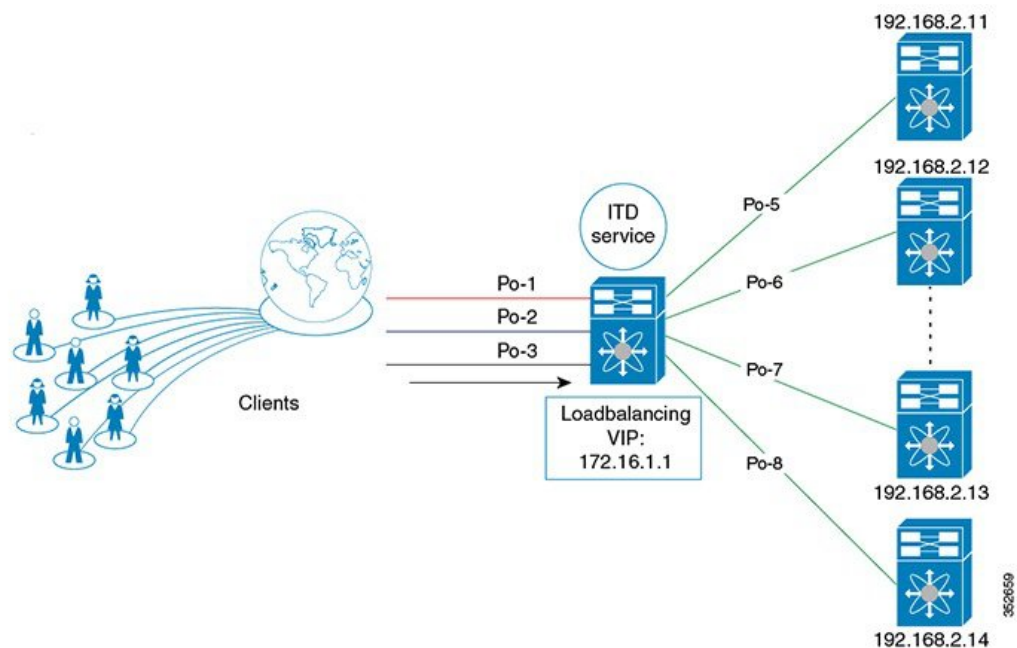 192.168.2.11
192.168.2.12
Po-5
ITD
service
Po-6
Po-1
Po-2
Po-3
Po-7
Clients
Loadbalancing
VIP:
172.16.1.1
Po-8
192.168.2.13
192.168.2.14
352659